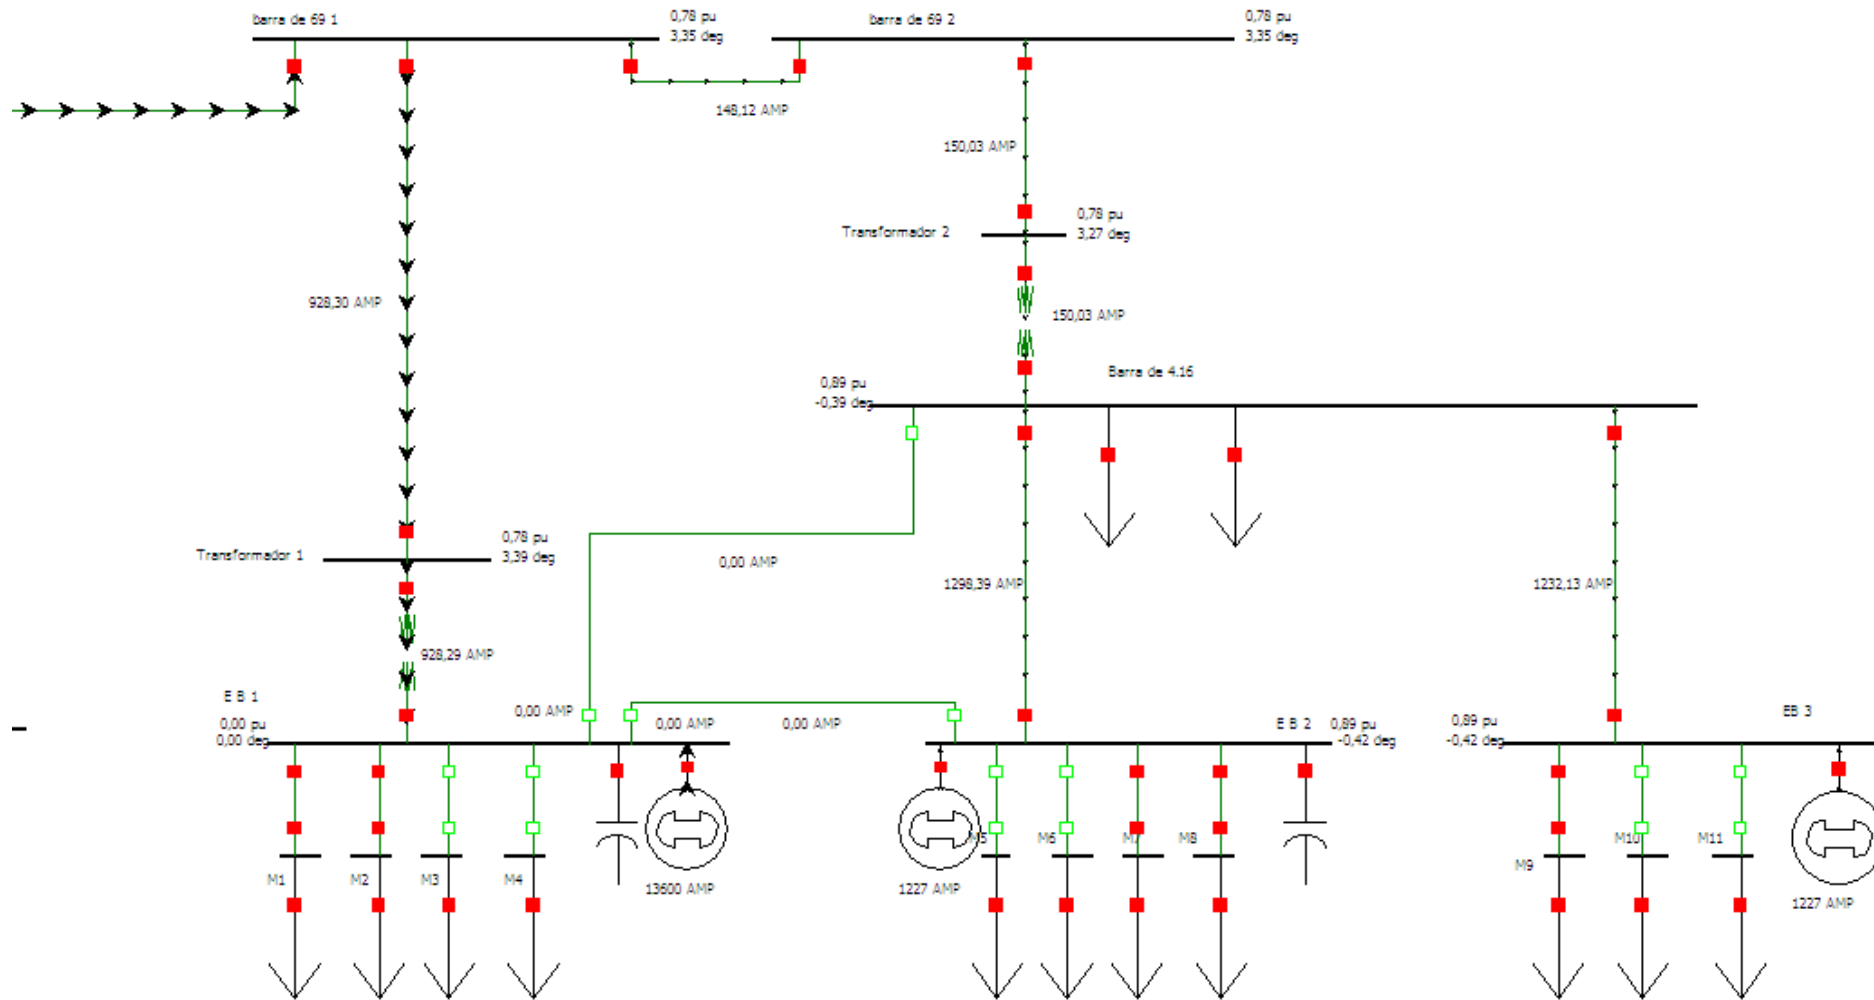 barra de 69 1
0,78 pu
3,35 deg
barra de 69 2
0,78 pu
3,35 deg
148,12 AMP
150,03 AMP
Transformador 2
0,78 pu
3,27 deg
928,30 AMP
150,03 AMP
0,89 pu
-0,39 deg
Barra de 4.16
Transformador 1
0,78 pu
3,39 deg
0,00 AMP
1298,39 AMP
1232,13 AMP
928,29 AMP
E B 1
0,00 pu
0,00 deg
0,00 AMP
0,00 AMP
0,00 AMP
E B 2
0,89 pu
-0,42 deg
0,89 pu
-0,42 deg
EB 3
M1
M2
M3
M4
13600 AMP
M5
M6
M7
M8
1227 AMP
M9
M10
M11
1227 AMP